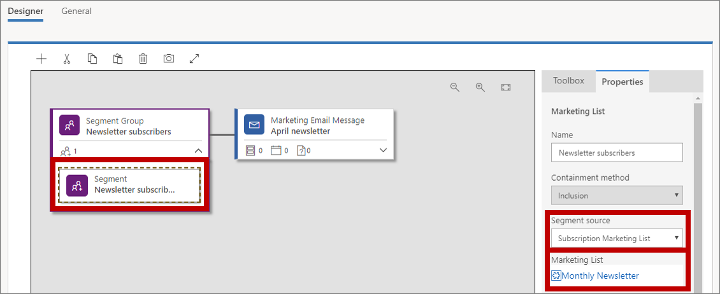 Designer General
Segment Group
Newsletter subscribers
1
Segment
Newsletter subscrib...
Marketing Email Message
April newsletter
0 0 0
Toolbox Properties
Marketing List
Name
Newsletter subscribers
Containment method
Inclusion
Segment source
Subscription Marketing List
Marketing List
Monthly Newsletter